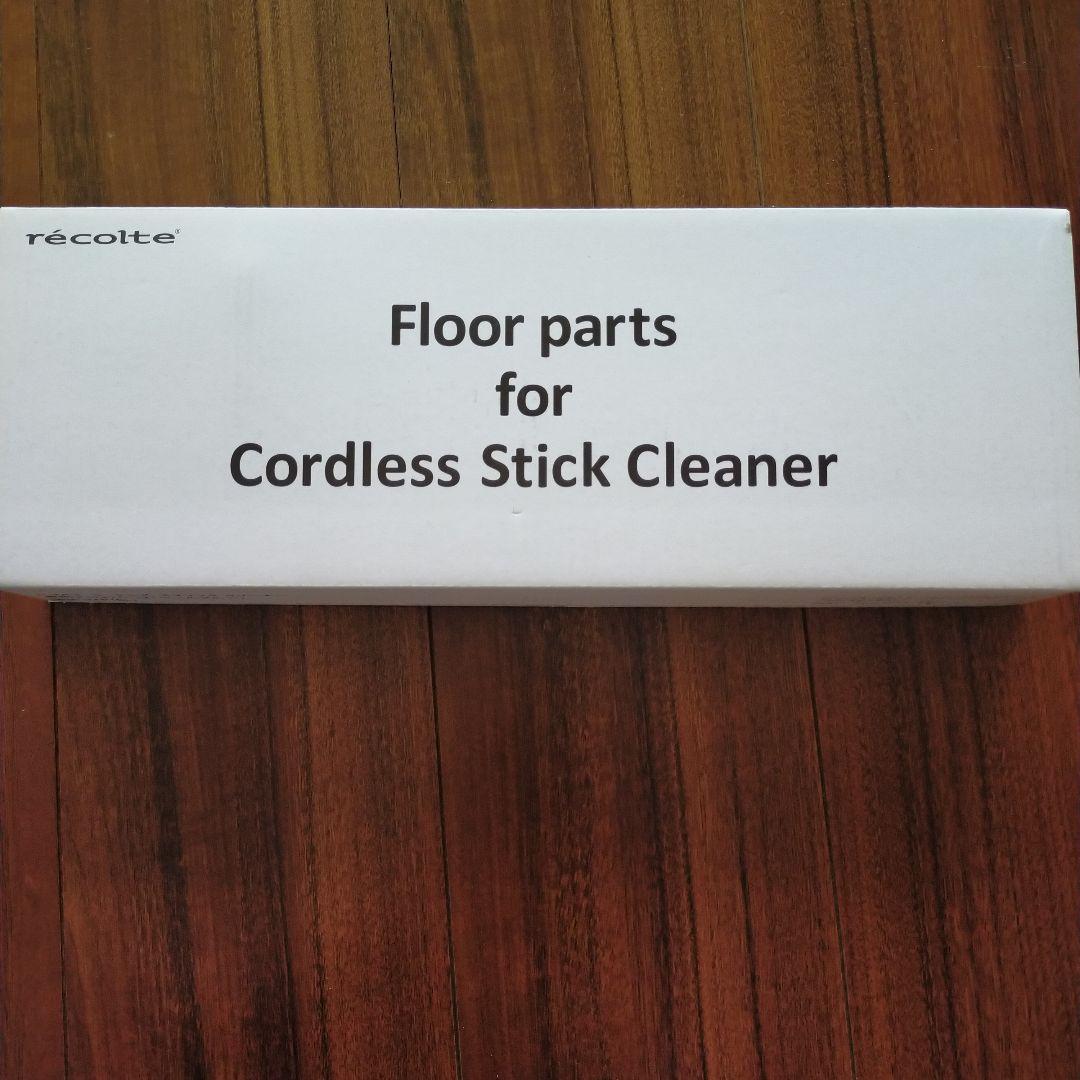 récolte®
Floor parts
for
Cordless Stick Cleaner